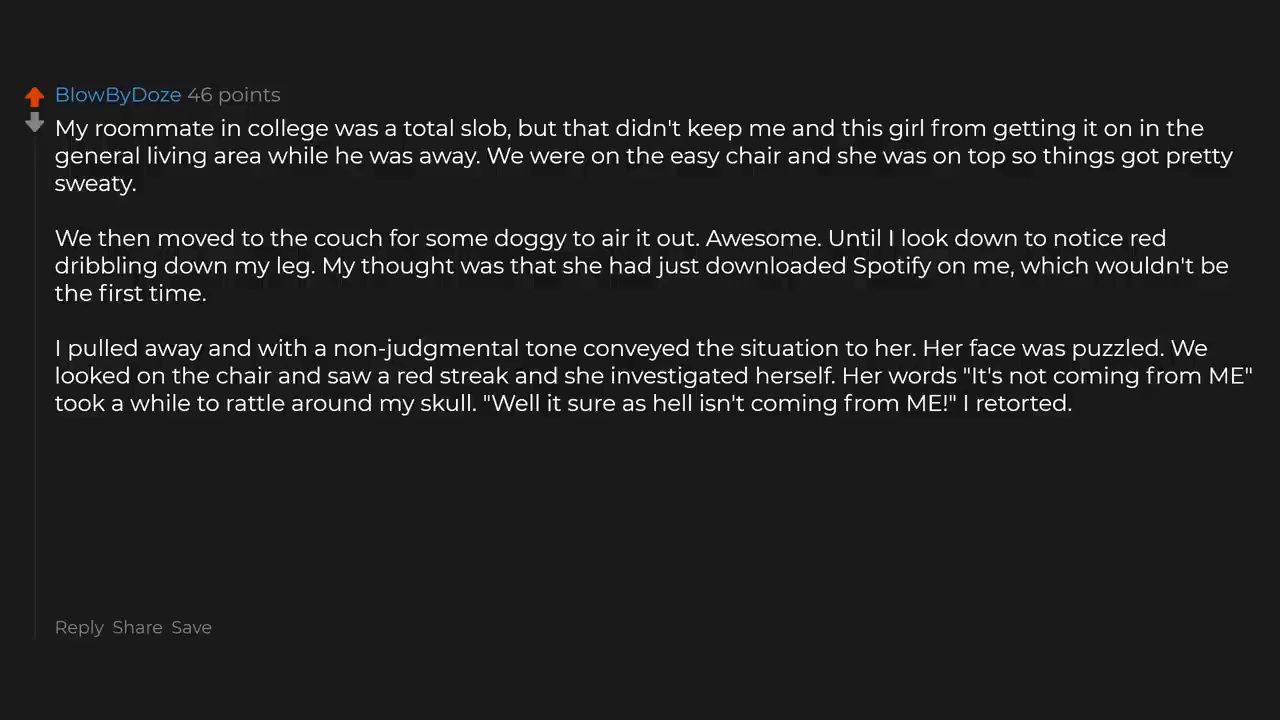 BlowByDoze 46 points
My roommate in college was a total slob, but that didn't keep me and this girl from getting it on in the
general living area while he was away. We were on the easy chair and she was on top so things got pretty
sweaty.
We then moved to the couch for some doggy to air it out. Awesome. Until I look down to notice red
dribbling down my leg. My thought was that she had just downloaded Spotify on me, which wouldn't be
the first time.
I pulled away and with a non-judgmental tone conveyed the situation to her. Her face was puzzled. We
looked on the chair and saw a red streak and she investigated herself. Her words "It's not coming from ME"
took a while to rattle around my skull. "Well it sure as hell isn't coming from ME!" I retorted.
Reply Share Save